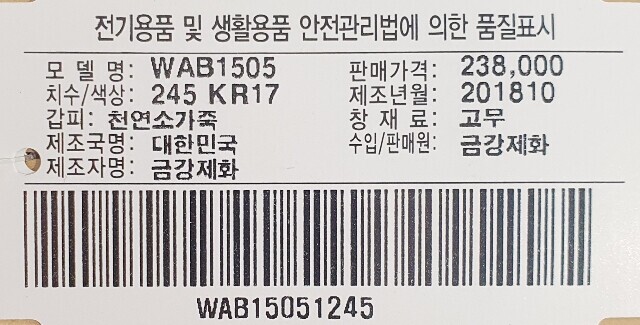 전기용품 및 생활용품 안전관리법에 의한 품질표시
모 델 명: WAB1505 판매가격: 238,000
치수/색상: 245 KR17 제조년월: 201810
갑피: 천연소가죽 창 재 료: 고무
제조국명: 대한민국 수입/판매원: 금강제화
제조자명: 금강제화
WAB15051245